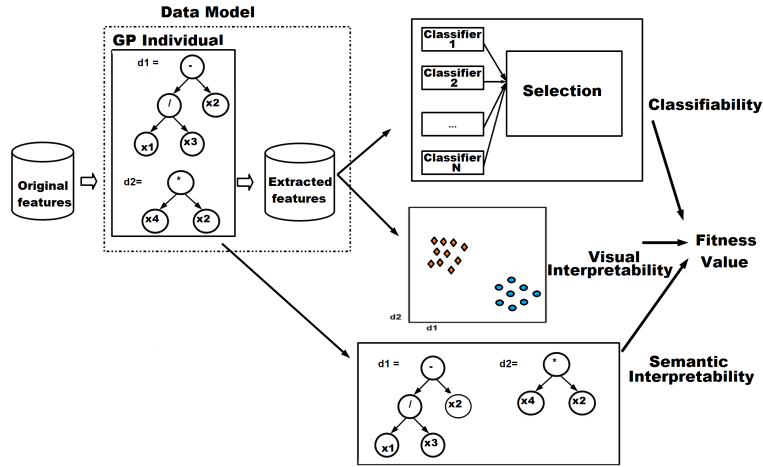 Data Model
GP Individual
d1 =
-
/
x2
x1
x3
d2=
*
x4
x2
Original
features
Extracted
features
Classifier
1
Classifier
2
...
Classifier
N
Selection
Classifiability
d2
d1
Visual
Interpretability
Fitness
Value
d1 =
-
/
x2
x1
x3
d2=
*
x4
x2
Semantic
Interpretability